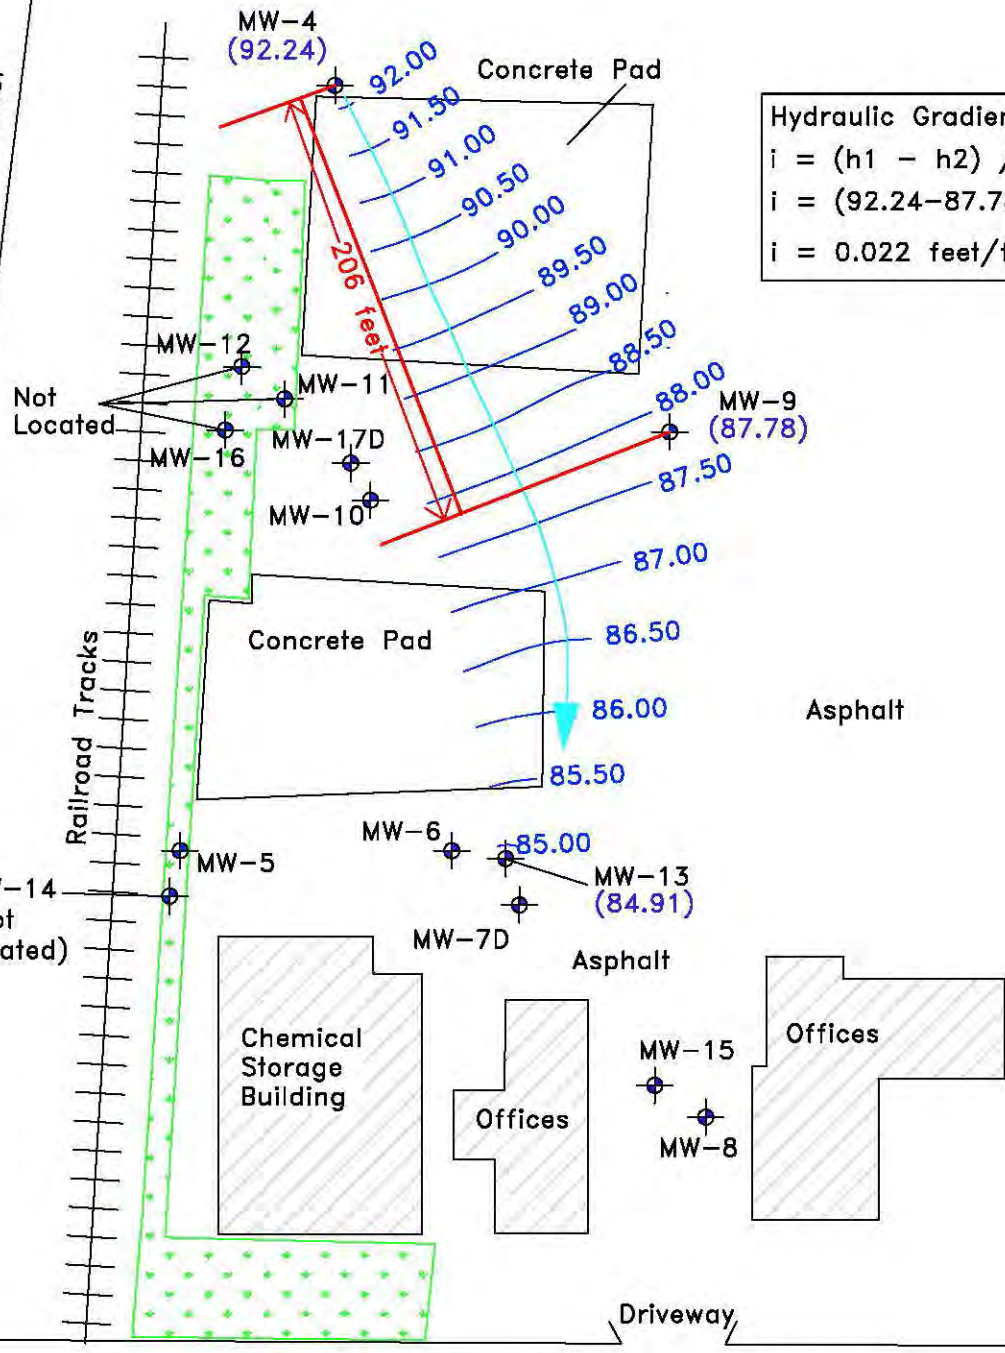 MW-4
(92.24)
92.00
Concrete Pad
91.50
91.00
90.50
90.00
89.50
89.00
88.50
88.00
87.50
87.00
86.50
86.00
85.50
85.00
Hydraulic Gradien
i = (h1 - h2) /
i = (92.24-87.7
i = 0.022 feet/f
206 feet
MW-12
MW-11
Not
Located
MW-16
MW-17D
MW-10
MW-9
(87.78)
Concrete Pad
Railroad Tracks
Asphalt
MW-5
MW-6
MW-13
(84.91)
MW-7D
-14
ot
ated)
Asphalt
Chemical
Storage
Building
Offices
MW-15
MW-8
Offices
Driveway